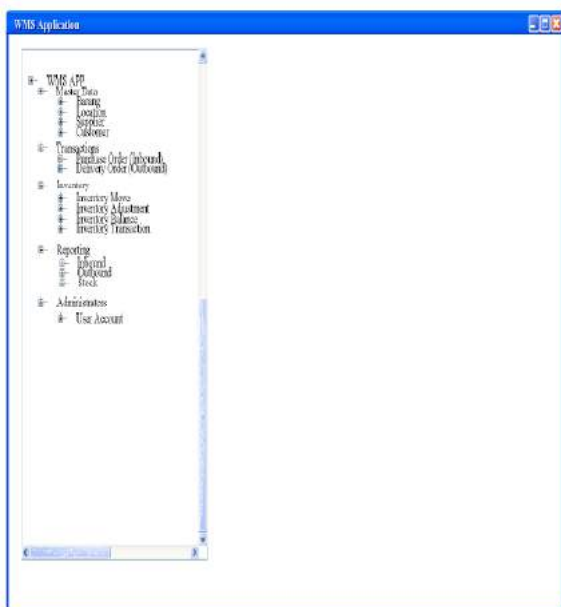 WMS Application
WMS APP
Master Data
Barang
Location
Supplier
Customer
Transactions
Purchase Order (Inbound)
Delivery Order (Outbound)
Inventory
Inventory Move
Inventory Adjustment
Inventory Balance
Inventory Transaction
Reporting
Inbound
Outbound
Stock
Administrators
User Account